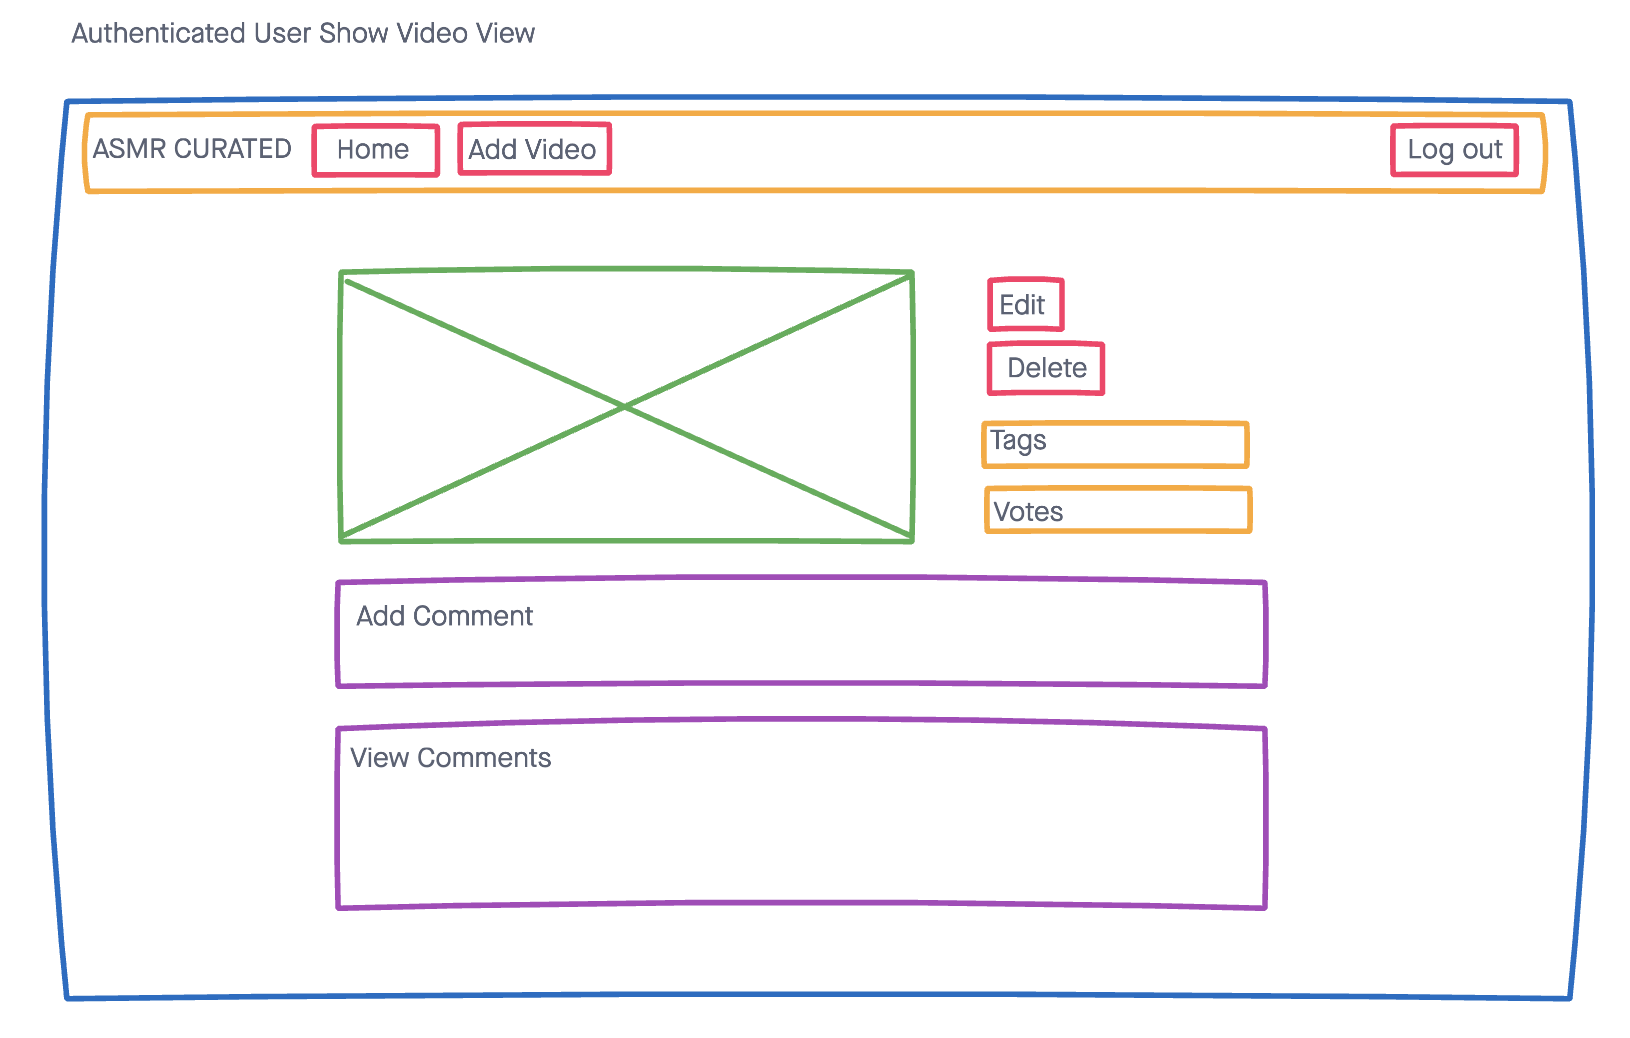 Authenticated User Show Video View
ASMR CURATED Home Add Video Log out
Edit
Delete
Tags
Votes
Add Comment
View Comments